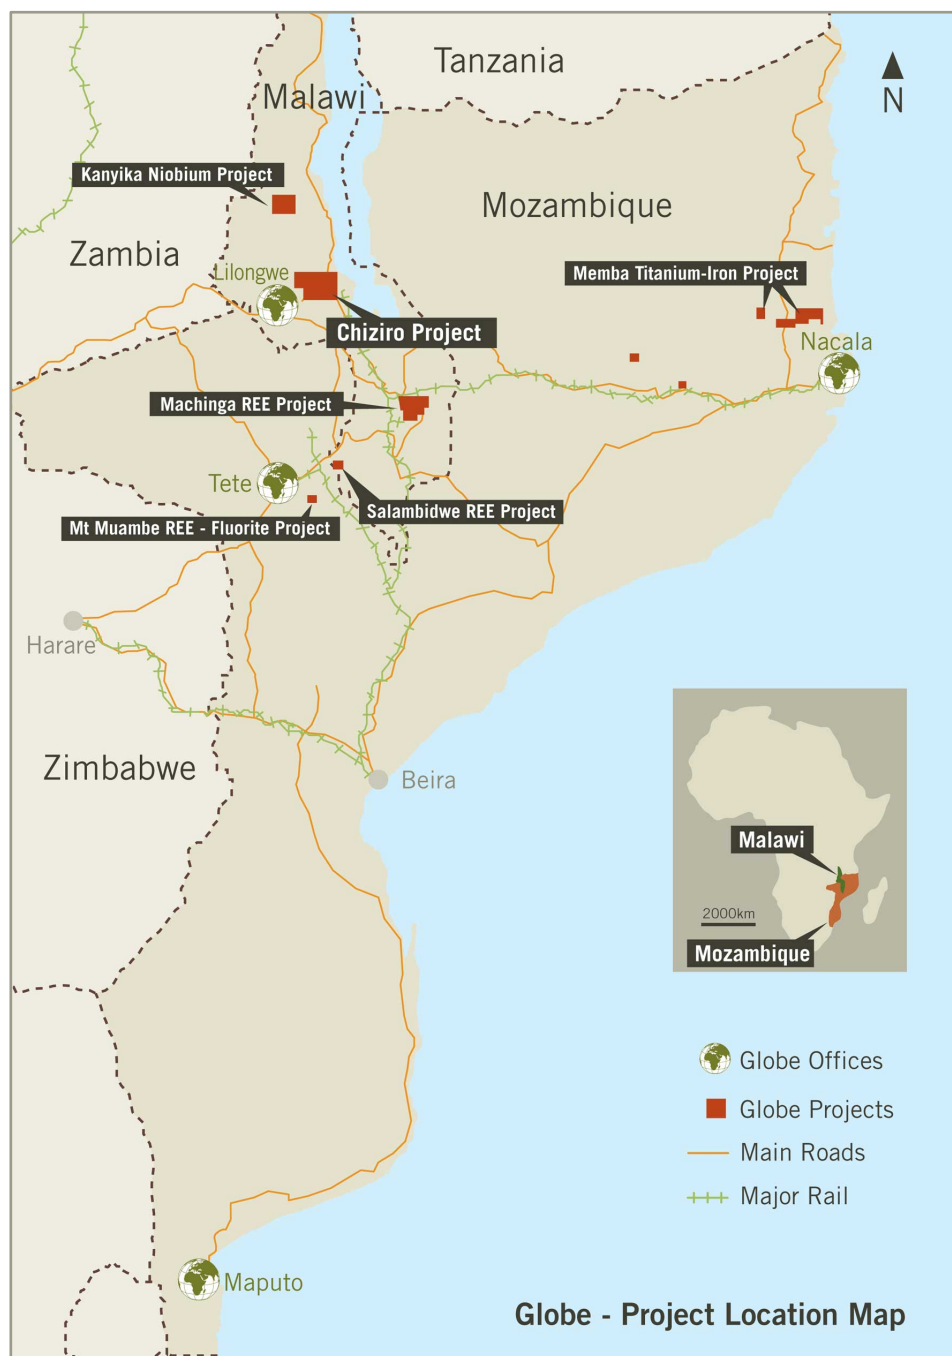 Tanzania
N
Malawi
Kanyika Niobium Project
Mozambique
Zambia
Lilongwe
Memba Titanium-Iron Project
Chiziro Project
Nacala
Machinga REE Project
Tete
Salambidwe REE Project
Mt Muambe REE - Fluorite Project
Harare
Zimbabwe
Beira
Malawi
2000km
Mozambique
Globe Offices
Globe Projects
Main Roads
Major Rail
Maputo
Globe - Project Location Map